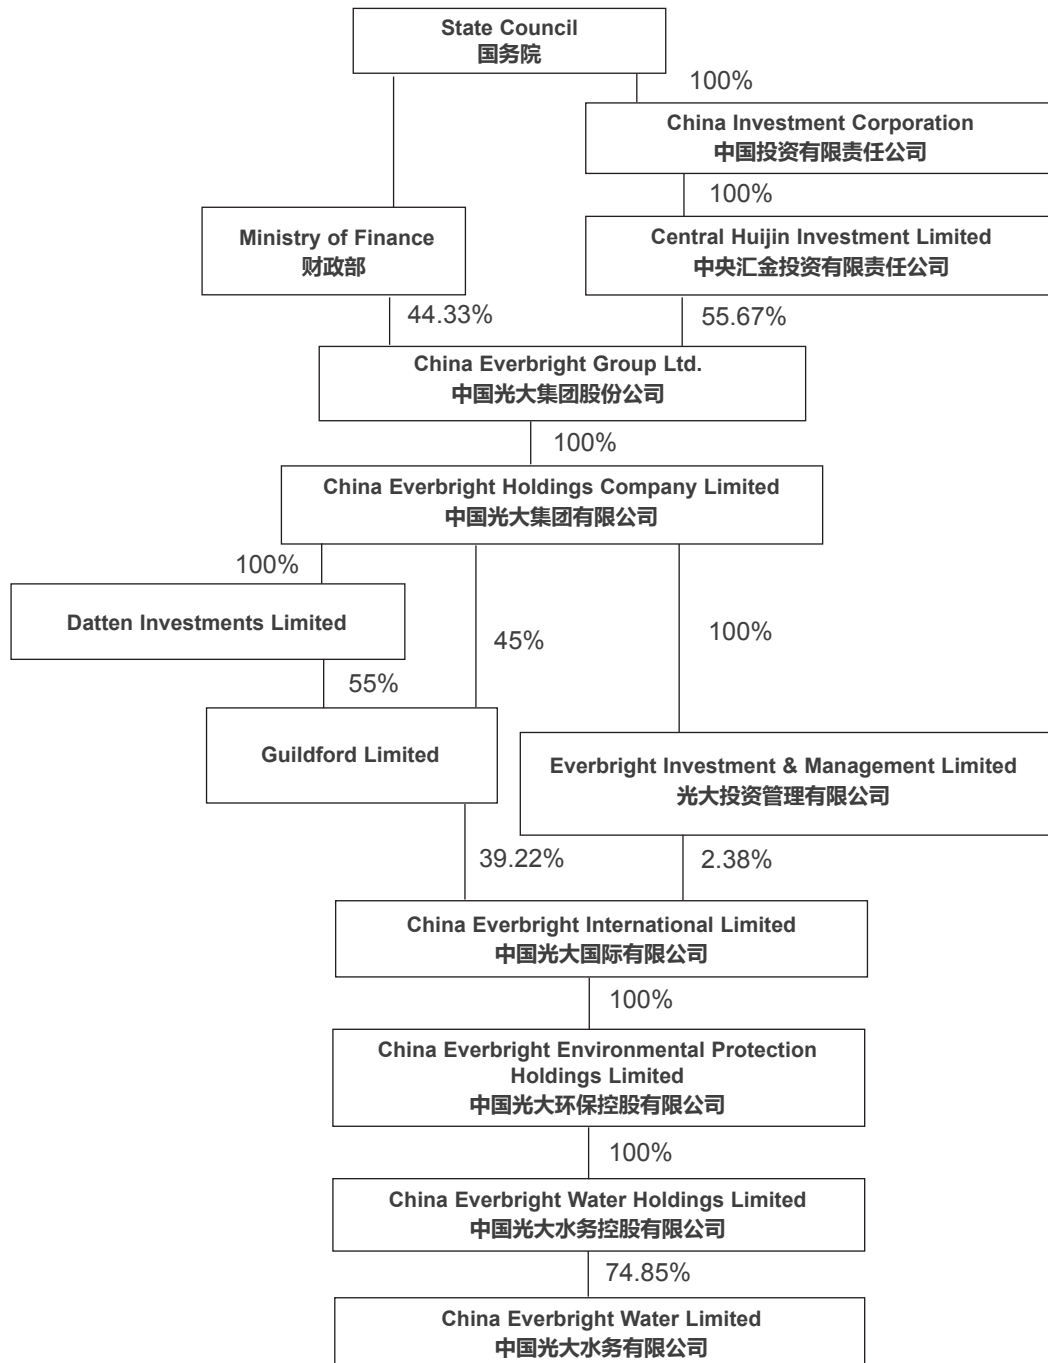 State Council
国务院
100%
China Investment Corporation
中国投资有限责任公司
100%
Ministry of Finance
财政部
Central Huijin Investment Limited
中央汇金投资有限责任公司
44.33%
55.67%
China Everbright Group Ltd.
中国光大集团股份公司
100%
China Everbright Holdings Company Limited
中国光大集团有限公司
100%
Datten Investments Limited
45%
100%
55%
Guildford Limited
Everbright Investment & Management Limited
光大投资管理有限公司
39.22%
2.38%
China Everbright International Limited
中国光大国际有限公司
100%
China Everbright Environmental Protection
Holdings Limited
中国光大环保控股有限公司
100%
China Everbright Water Holdings Limited
中国光大水务控股有限公司
74.85%
China Everbright Water Limited
中国光大水务有限公司